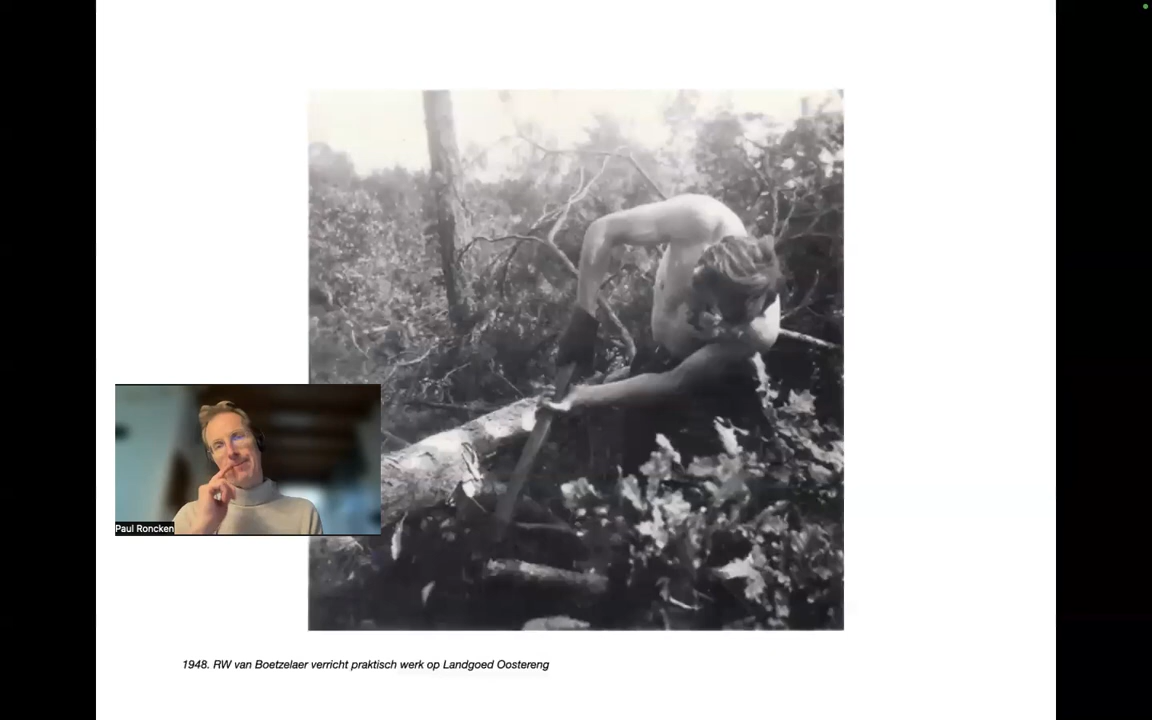 Paul Roncken
1948. RW van Boetzelaer verricht praktisch werk op Landgoed Oostereng